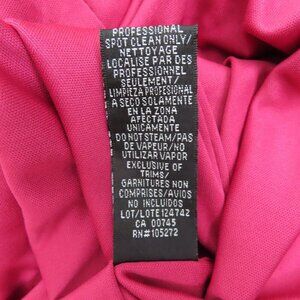 PROFESSIONAL
SPOT CLEAN ONLY/
NETTOYAGE
LOCALISE PAR DES
PROFESSIONNEL
SEULEMENT/
LIMPIEZA PROFESIONAL
A SECO SOLAMENTE
EN LA ZONA
AFECTADA
UNICAMENTE
DO NOT STEAM/PAS
DE VAPEUR/NO
UTILIZAR VAPOR
EXCLUSIVE OF
TRIMS/
GARNITURES NON
COMPRISES/AVIOS
NO INCLUIDOS
LOT/LOTE 124742
CA 00745
RN#105272